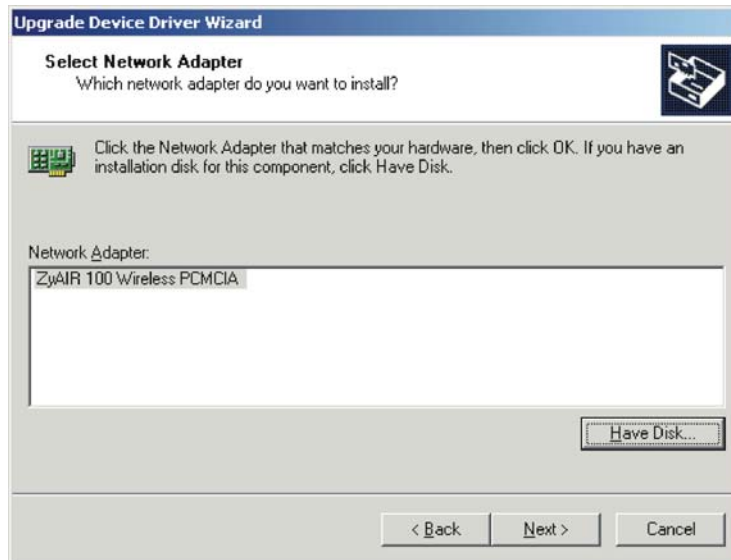 Upgrade Device Driver Wizard
Select Network Adapter
Which network adapter do you want to install?
Click the Network Adapter that matches your hardware, then click OK. If you have an
installation disk for this component, click Have Disk.
Network Adapter:
ZyAIR 100 Wireless PCMCIA
Have Disk...
< Back
Next >
Cancel